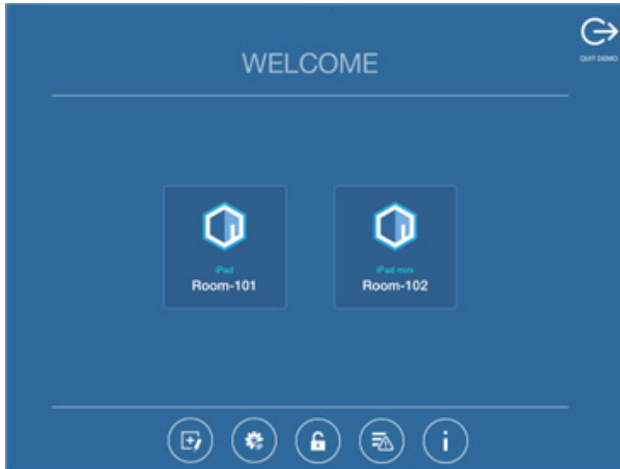 WELCOME
QUIT DEMO
iPad
Room-101
iPad mini
Room-102